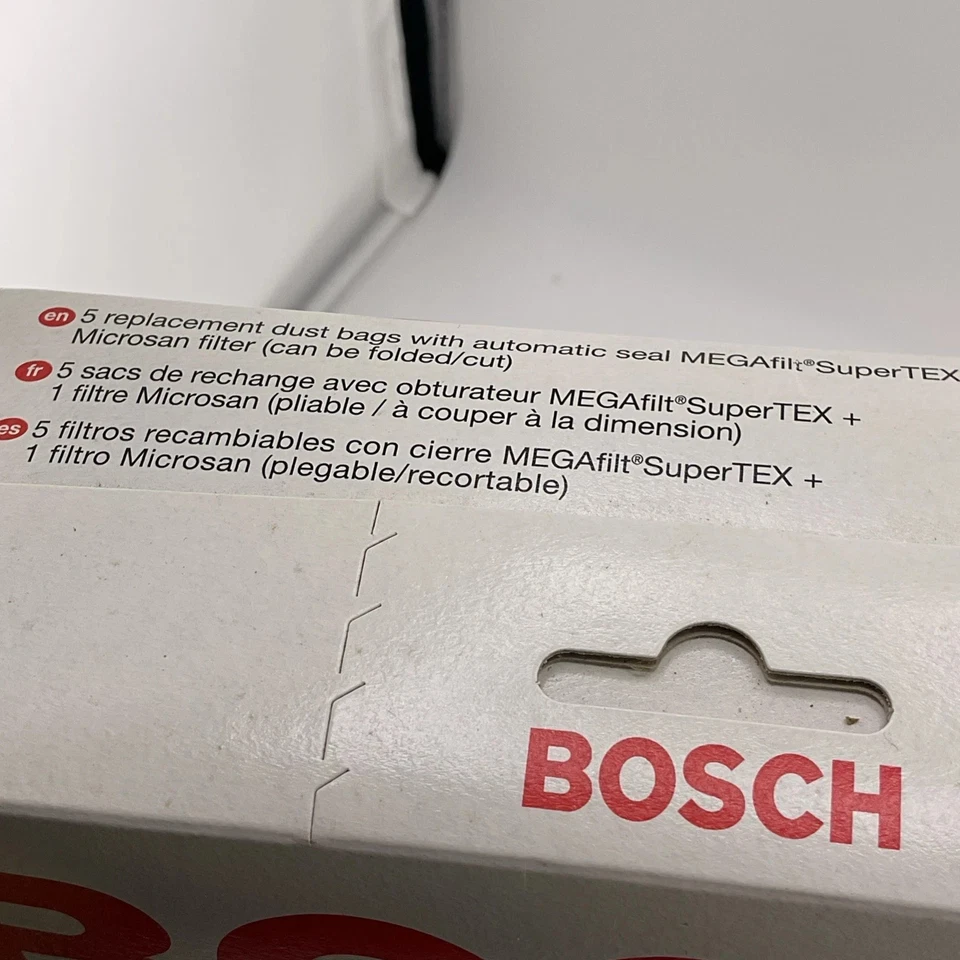 en 5 replacement dust bags with automatic seal MEGAfilt®SuperTEX
Microsan filter (can be folded/cut)
fr 5 sacs de rechange avec obturateur MEGAfilt®SuperTEX +
1 filtre Microsan (pliable / à couper à la dimension)
es 5 filtros recambiables con cierre MEGAfilt®SuperTEX +
1 filtro Microsan (plegable/recortable)
BOSCH